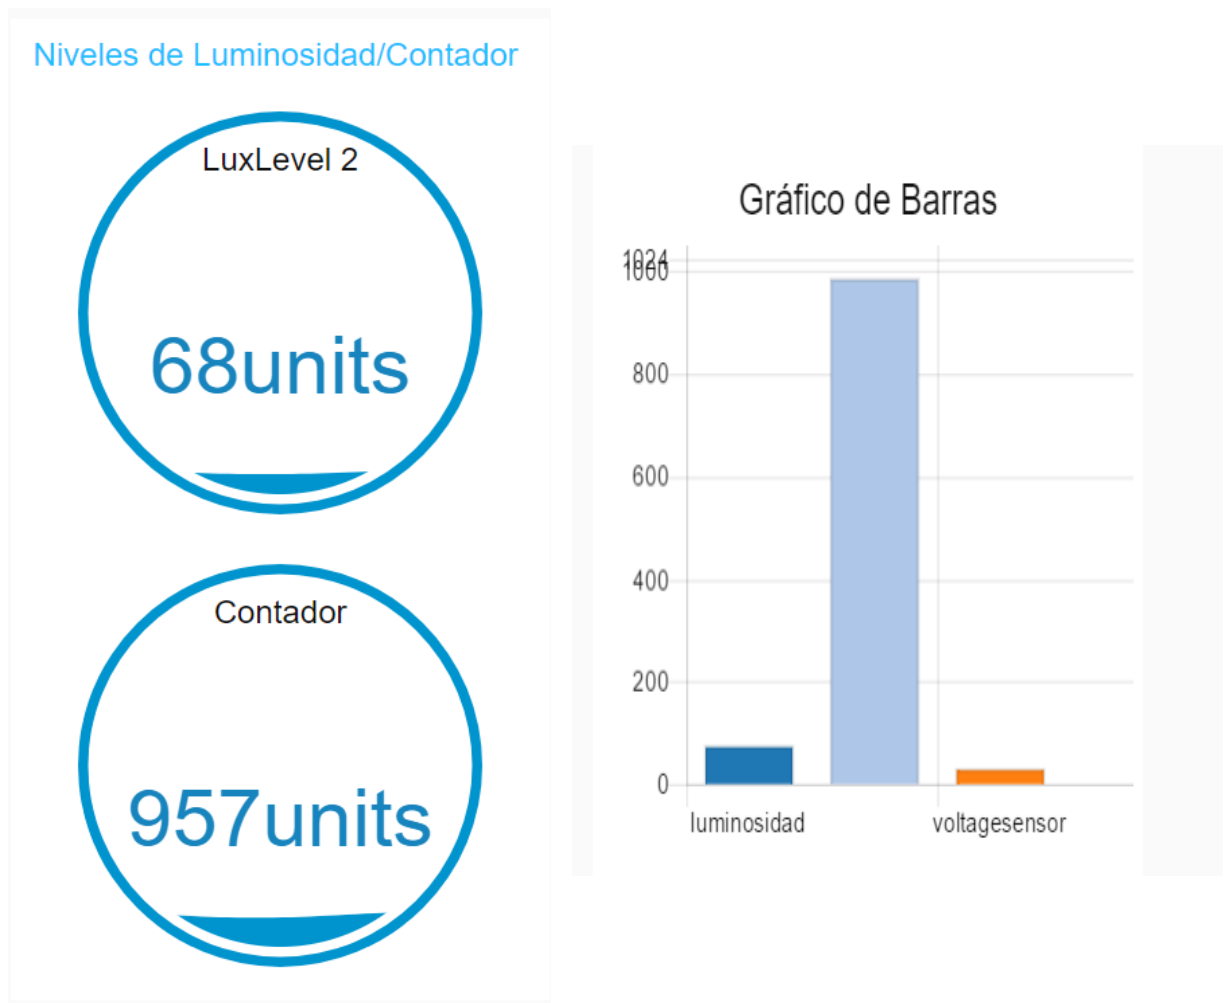 Niveles de Luminosidad/Contador
LuxLevel 2
68units
Contador
957units
Gráfico de Barras
1024
1000
800
600
400
200
0
luminosidad
voltagesensor